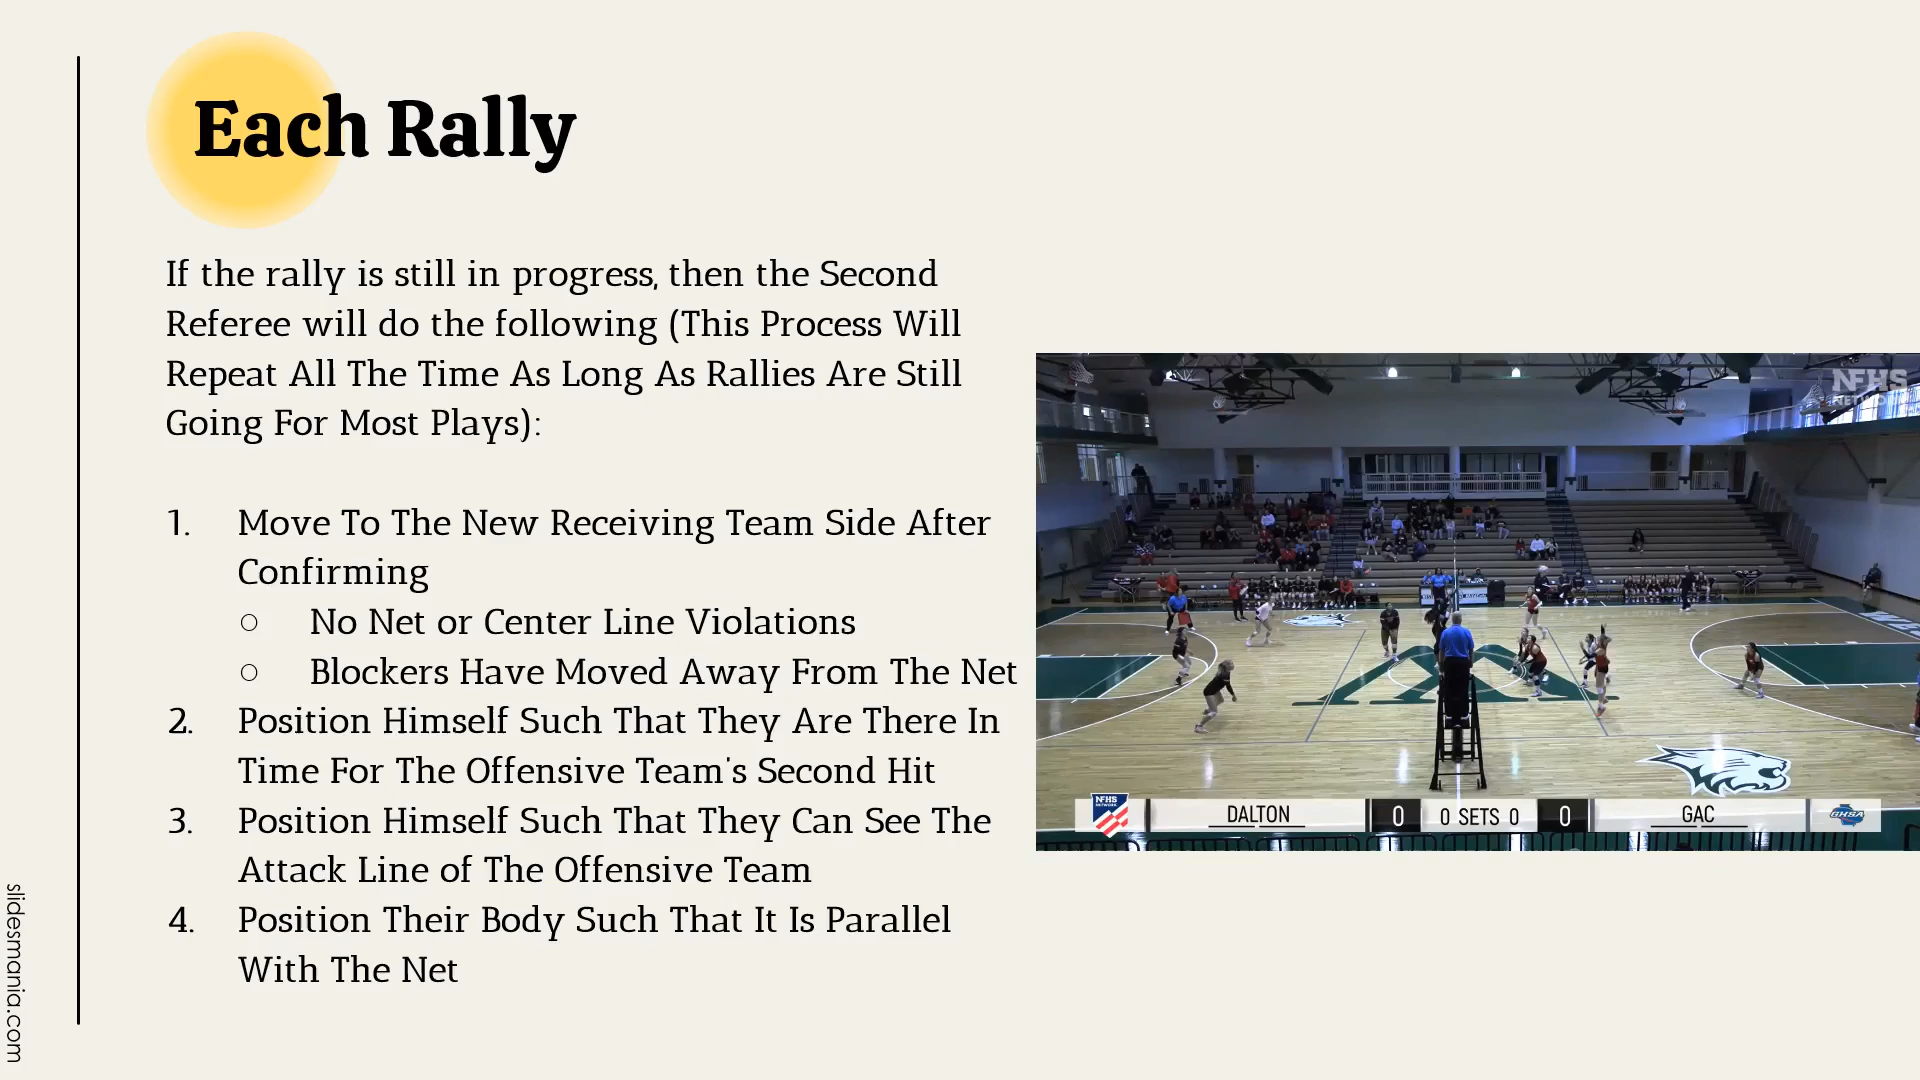 Each Rally
If the rally is still in progress, then the Second
Referee will do the following (This Process Will
Repeat All The Time As Long As Rallies Are Still
Going For Most Plays):
1. Move To The New Receiving Team Side After
Confirming
○ No Net or Center Line Violations
○ Blockers Have Moved Away From The Net
2. Position Himself Such That They Are There In
Time For The Offensive Team's Second Hit
3. Position Himself Such That They Can See The
Attack Line of The Offensive Team
4. Position Their Body Such That It Is Parallel
With The Net
NFHS
NETWORK
NFHS
NETWORK
DALTON 0 0 SETS 0 0 GAC
GHSA
slidesmania.com